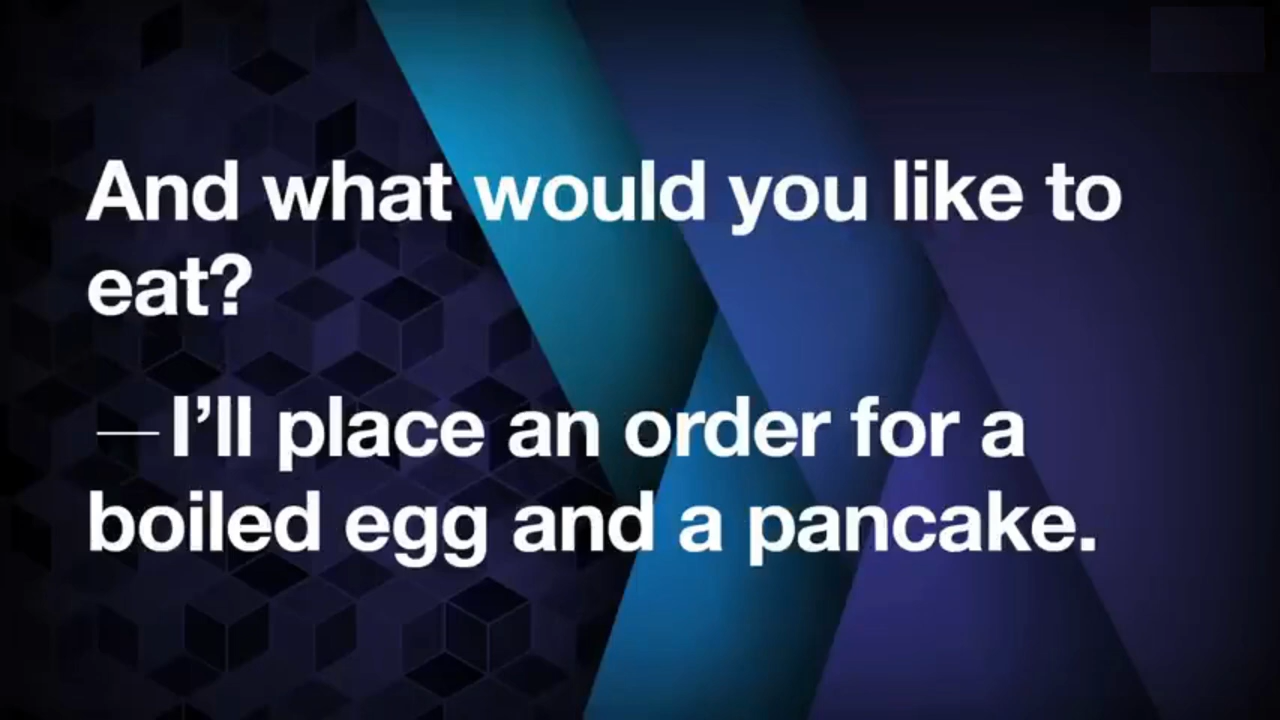 And what would you like to
eat?
—I’ll place an order for a
boiled egg and a pancake.